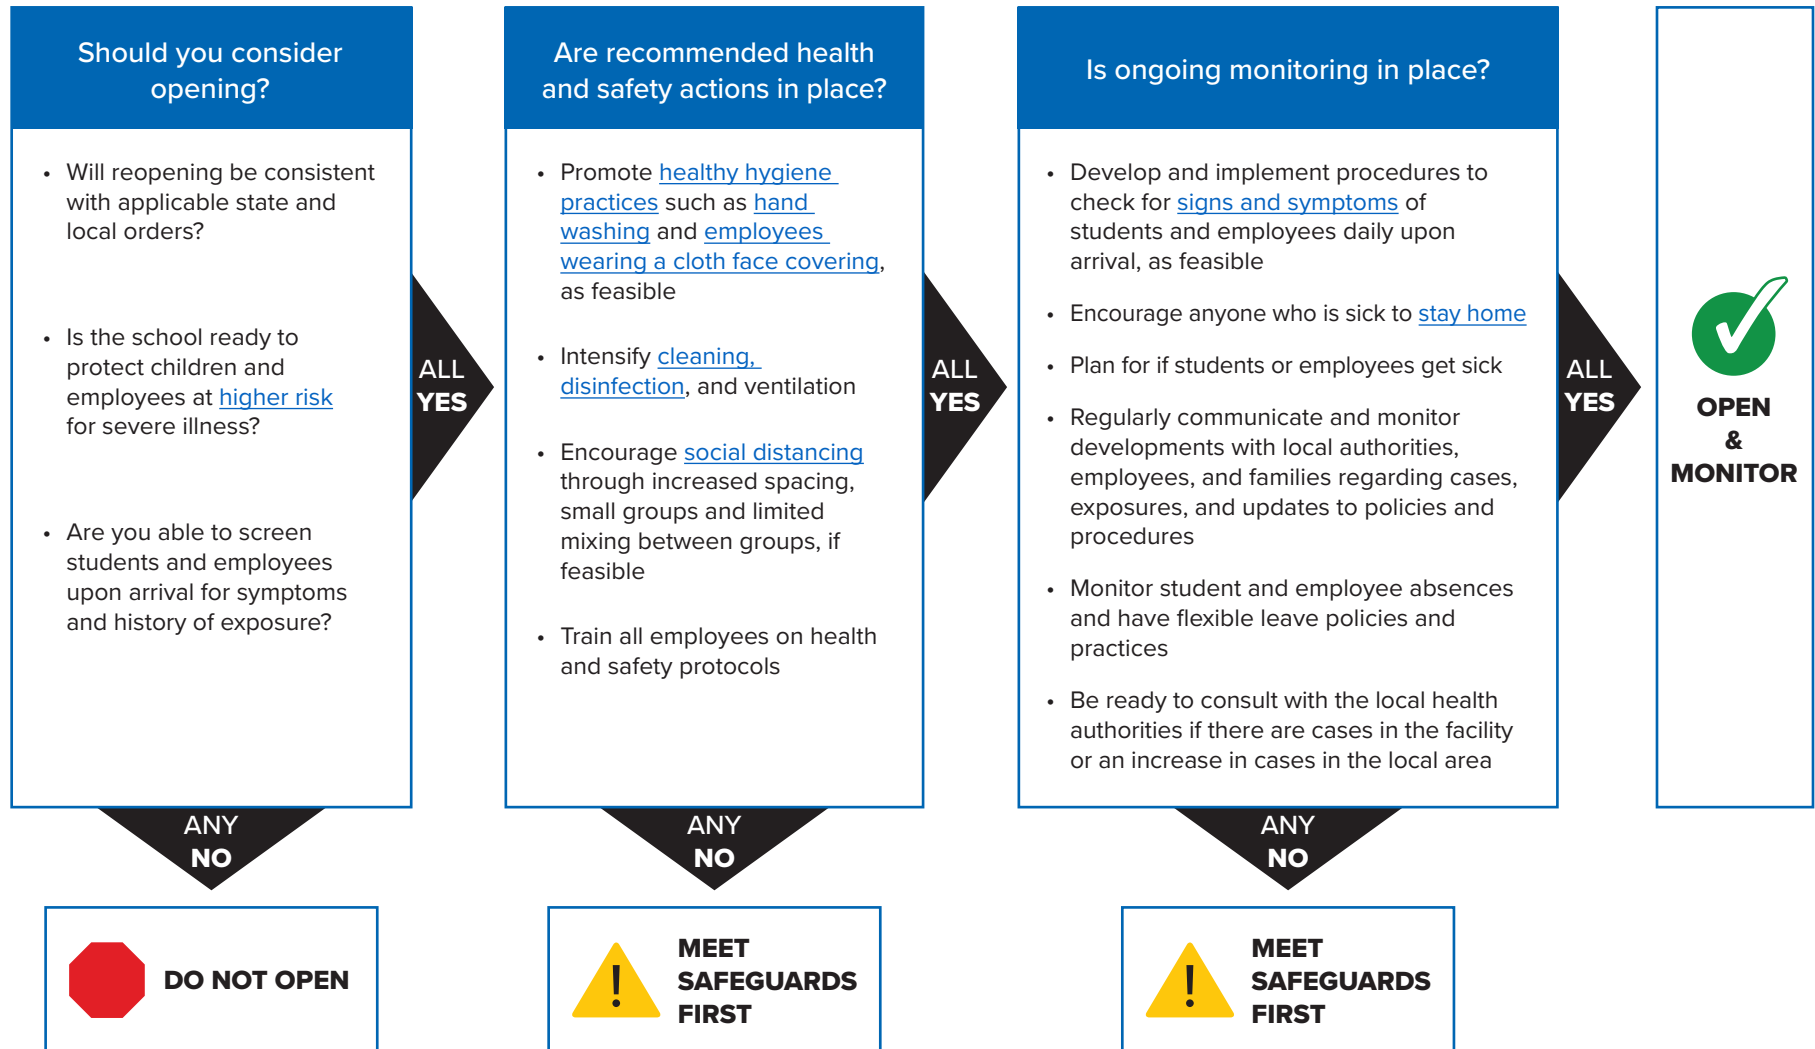 Should you consider
opening?
• Will reopening be consistent
with applicable state and
local orders?
• Is the school ready to
protect children and
employees at higher risk
for severe illness?
• Are you able to screen
students and employees
upon arrival for symptoms
and history of exposure?
ALL
YES
ANY
NO
DO NOT OPEN
Are recommended health
and safety actions in place?
• Promote healthy hygiene
practices such as hand
washing and employees
wearing a cloth face covering,
as feasible
• Intensify cleaning,
disinfection, and ventilation
• Encourage social distancing
through increased spacing,
small groups and limited
mixing between groups, if
feasible
• Train all employees on health
and safety protocols
ALL
YES
ANY
NO
!
MEET
SAFEGUARDS
FIRST
Is ongoing monitoring in place?
• Develop and implement procedures to
check for signs and symptoms of
students and employees daily upon
arrival, as feasible
• Encourage anyone who is sick to stay home
• Plan for if students or employees get sick
• Regularly communicate and monitor
developments with local authorities,
employees, and families regarding cases,
exposures, and updates to policies and
procedures
• Monitor student and employee absences
and have flexible leave policies and
practices
• Be ready to consult with the local health
authorities if there are cases in the facility
or an increase in cases in the local area
ALL
YES
ANY
NO
!
MEET
SAFEGUARDS
FIRST
OPEN
&
MONITOR